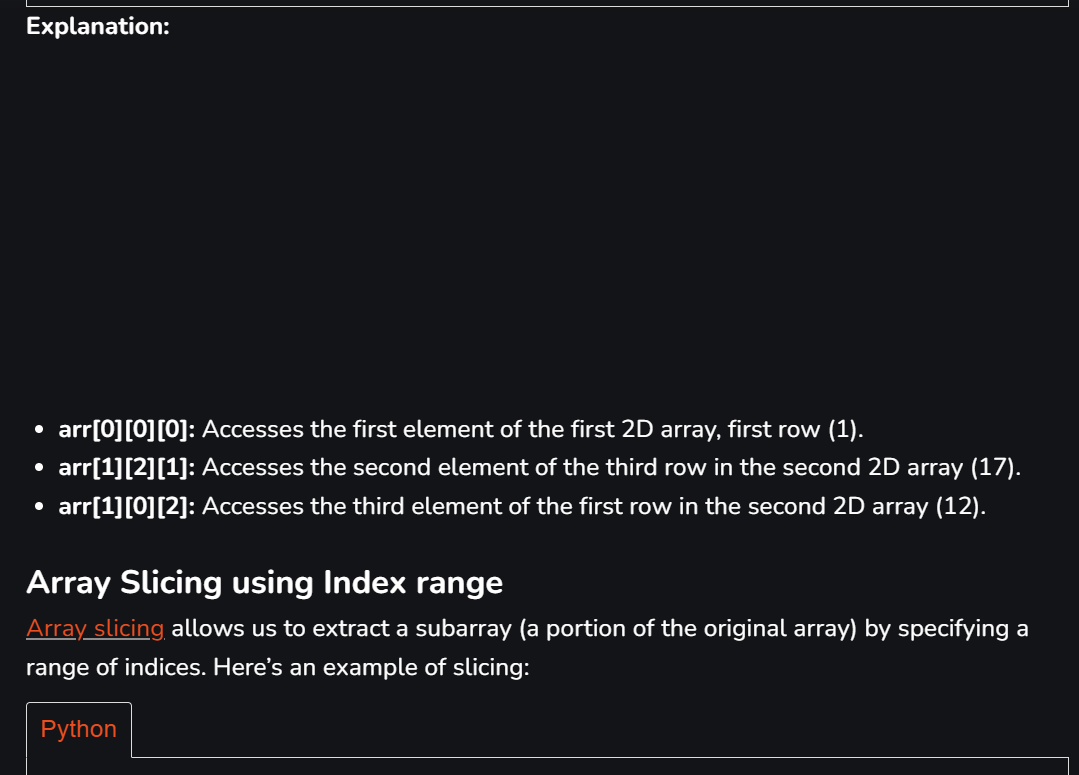 Explanation:
• arr[0][0][0]: Accesses the first element of the first 2D array, first row (1).
• arr[1][2][1]: Accesses the second element of the third row in the second 2D array (17).
• arr[1][0][2]: Accesses the third element of the first row in the second 2D array (12).
Array Slicing using Index range
Array slicing allows us to extract a subarray (a portion of the original array) by specifying a
range of indices. Here’s an example of slicing:
Python